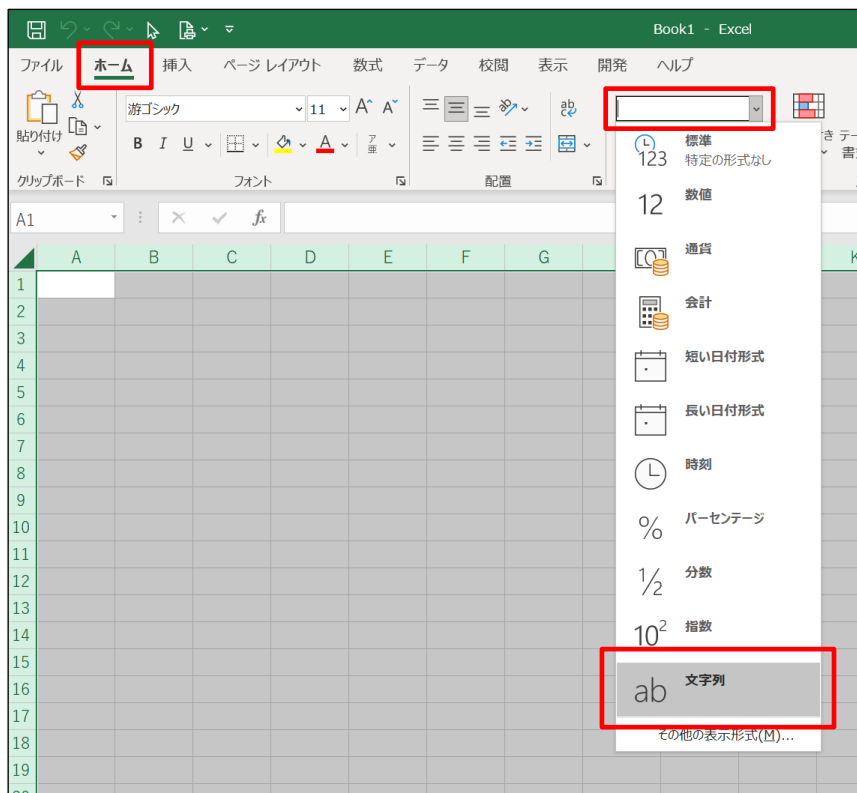 Book1 - Excel
ファイル ホーム 挿入 ページ レイアウト 数式 データ 校閲 表示 開発 ヘルプ
貼り付け
游ゴシック 11 A A
ab
c
B I U A ア 亜
クリップボード フォント 配置
き テー
書
A1 fx
A B C D E F G K
1
2
3
4
5
6
7
8
9
10
11
12
13
14
15
16
17
18
19
123 標準
特定の形式なし
12 数値
通貨
会計
短い日付形式
長い日付形式
時刻
% パーセンテージ
1/2 分数
10² 指数
ab 文字列
その他の表示形式(M)...